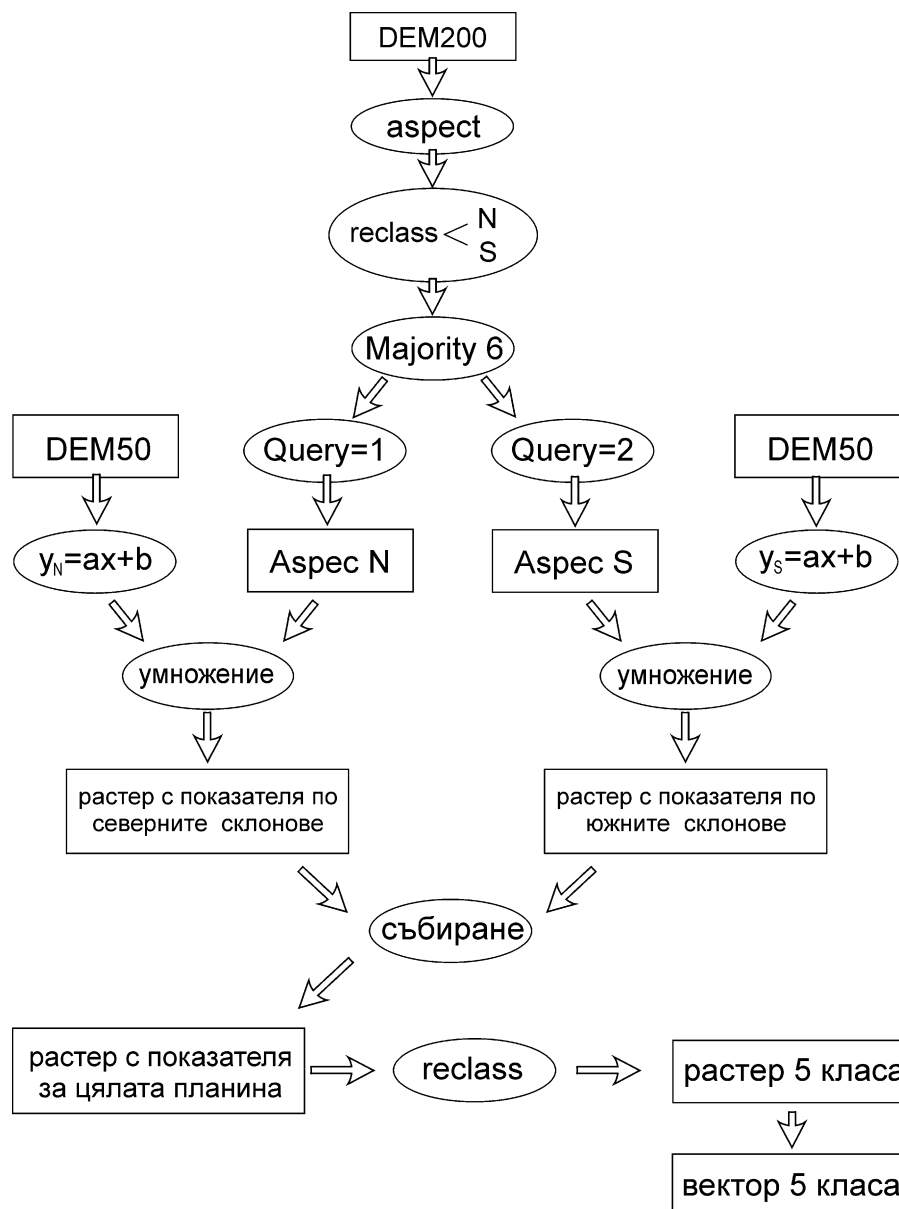 DEM200
aspect
reclass < N
S
Majority 6
DEM50
Query=1
Query=2
DEM50
yN=ax+b
Aspec N
Aspec S
yS=ax+b
умножение
умножение
растер с показателя по
северните склонове
растер с показателя по
южните склонове
събиране
растер с показателя
за цялата планина
reclass
растер 5 класа
вектор 5 класа